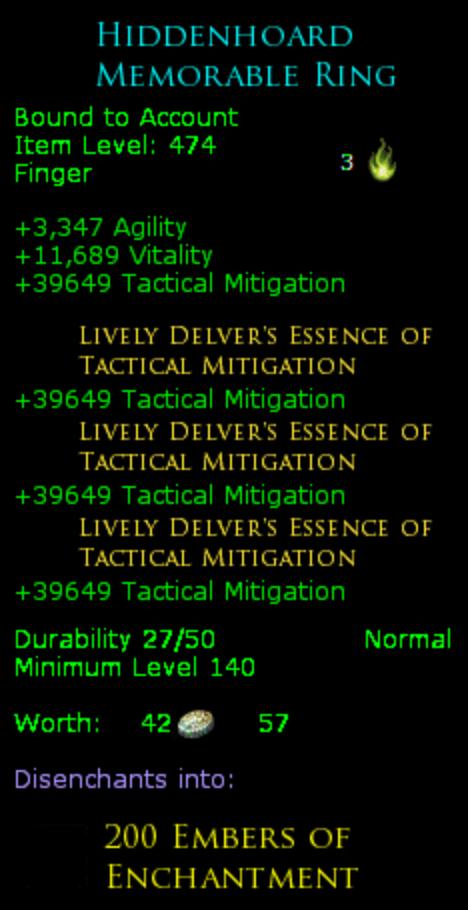 Hiddenhoard
Memorable Ring
Bound to Account
Item Level: 474
3
Finger
+3,347 Agility
+11,689 Vitality
+39649 Tactical Mitigation
Lively Delver's Essence of
Tactical Mitigation
+39649 Tactical Mitigation
Lively Delver's Essence of
Tactical Mitigation
+39649 Tactical Mitigation
Lively Delver's Essence of
Tactical Mitigation
+39649 Tactical Mitigation
Durability 27/50 Normal
Minimum Level 140
Worth: 42 57
Disenchants into:
200 Embers of
Enchantment